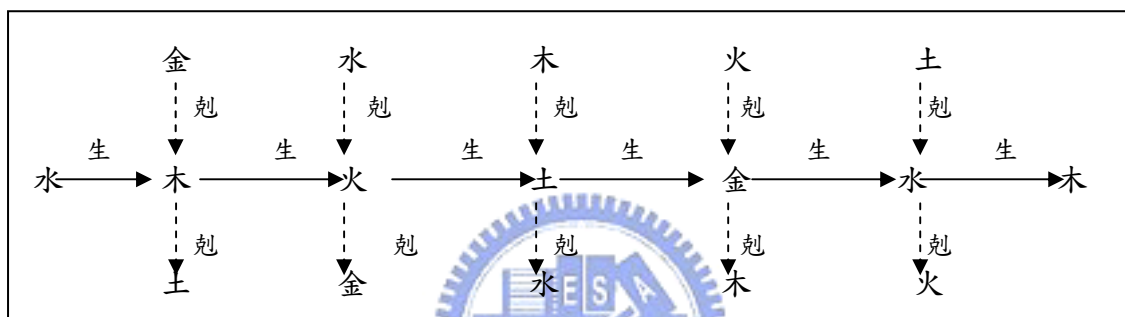 金 水 木 火 土
剋 剋 剋 剋 剋
生 生 生 生 生 生
水 木 火 土 金 水 木
剋 剋 剋 剋 剋
土 金 水 木 火
E S A